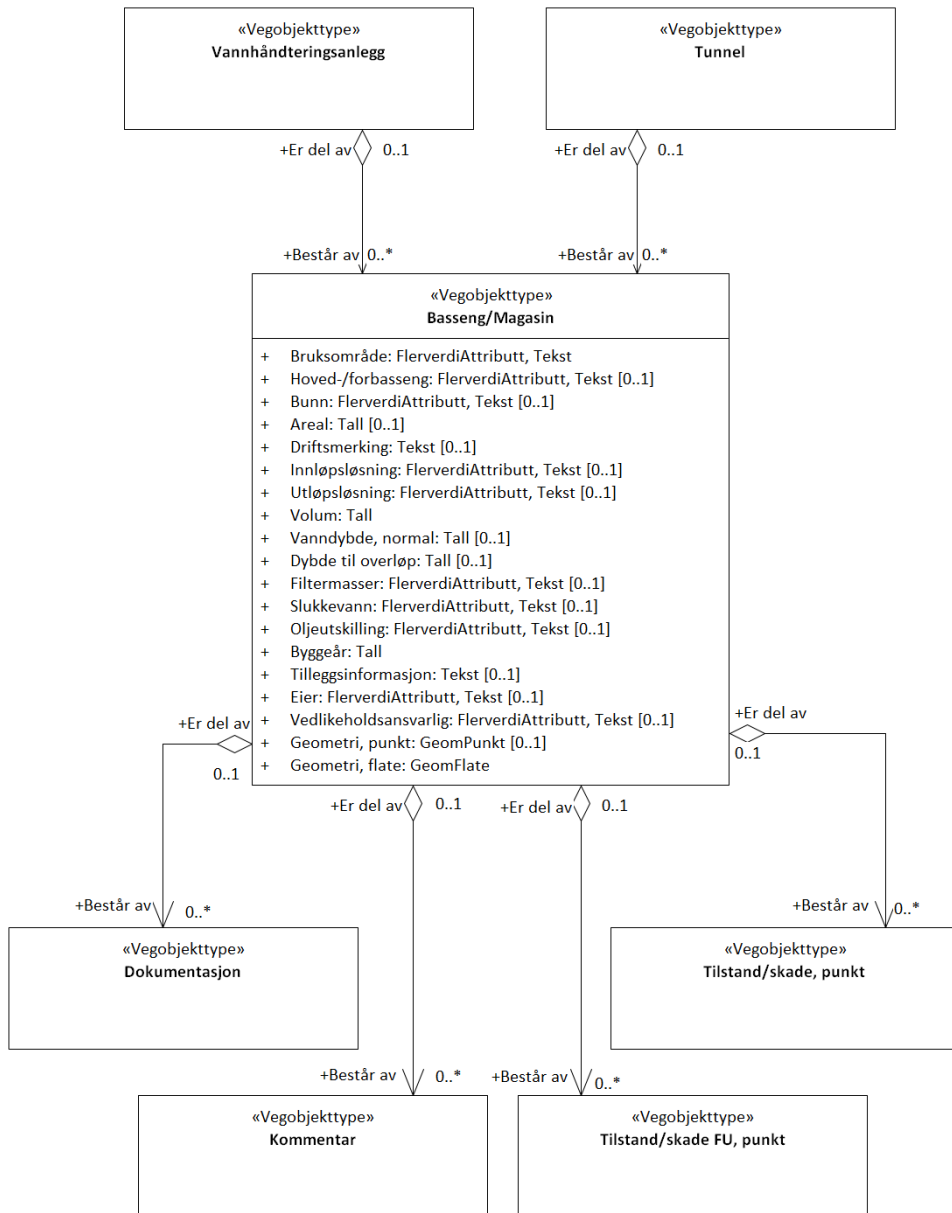 «Vegobjekttype»
Vannhåndteringsanlegg
«Vegobjekttype»
Tunnel
+Er del av 0..1
+Er del av 0..1
+Består av 0..*
+Består av 0..*
«Vegobjekttype»
Basseng/Magasin
+ Bruksområde: FlerverdiAttributt, Tekst
+ Hoved-/forbasseng: FlerverdiAttributt, Tekst [0..1]
+ Bunn: FlerverdiAttributt, Tekst [0..1]
+ Areal: Tall [0..1]
+ Driftsmerking: Tekst [0..1]
+ Innløpsløsning: FlerverdiAttributt, Tekst [0..1]
+ Utløpsløsning: FlerverdiAttributt, Tekst [0..1]
+ Volum: Tall
+ Vanndybde, normal: Tall [0..1]
+ Dybde til overløp: Tall [0..1]
+ Filtermasser: FlerverdiAttributt, Tekst [0..1]
+ Slukkevann: FlerverdiAttributt, Tekst [0..1]
+ Oljeutskilling: FlerverdiAttributt, Tekst [0..1]
+ Byggeår: Tall
+ Tilleggsinformasjon: Tekst [0..1]
+ Eier: FlerverdiAttributt, Tekst [0..1]
+ Vedlikeholdsansvarlig: FlerverdiAttributt, Tekst [0..1]
+ Geometri, punkt: GeomPunkt [0..1]
+ Geometri, flate: GeomFlate
+Er del av
0..1
+Er del av
0..1
+Er del av 0..1
+Er del av 0..1
+Består av 0..*
+Består av 0..*
«Vegobjekttype»
Dokumentasjon
«Vegobjekttype»
Tilstand/skade, punkt
+Består av 0..*
+Består av 0..*
«Vegobjekttype»
Kommentar
«Vegobjekttype»
Tilstand/skade FU, punkt